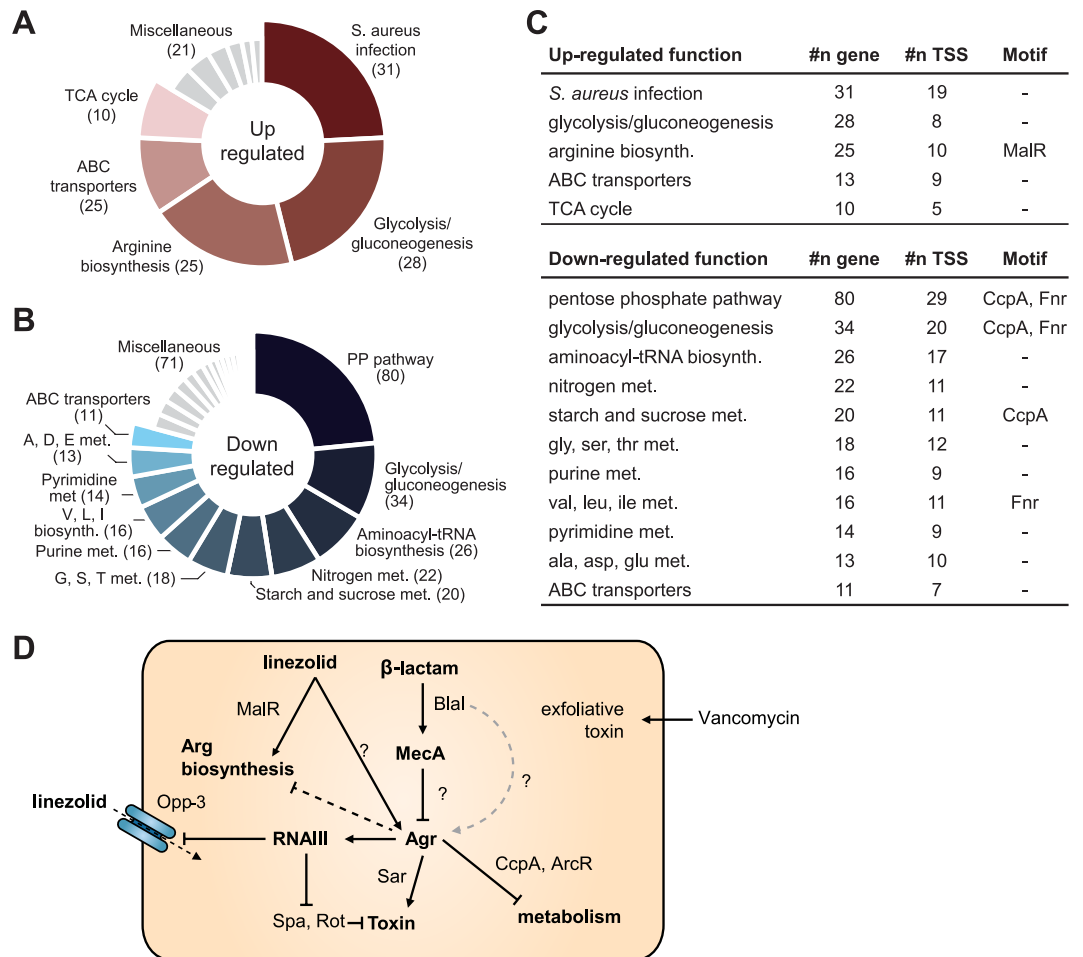 A
Miscellaneous
(21)
S. aureus
infection
(31)
TCA cycle
(10)
Up
regulated
ABC
transporters
(25)
Arginine
biosynthesis (25)
Glycolysis/
gluconeogenesis
(28)
B
Miscellaneous
(71)
PP pathway
(80)
ABC transporters
(11)
A, D, E met.
(13)
Down
regulated
Pyrimidine
met (14)
V, L, I
biosynth.
(16)
Purine met. (16)
G, S, T met. (18)
Glycolysis/
gluconeogenesis
(34)
Aminoacyl-tRNA
biosynthesis (26)
Nitrogen met. (22)
Starch and sucrose met. (20)
C
Up-regulated function #n gene #n TSS Motif
S. aureus infection 31 19 -
glycolysis/gluconeogenesis 28 8 -
arginine biosynth. 25 10 MalR
ABC transporters 13 9 -
TCA cycle 10 5 -
Down-regulated function #n gene #n TSS Motif
pentose phosphate pathway 80 29 CcpA, Fnr
glycolysis/gluconeogenesis 34 20 CcpA, Fnr
aminoacyl-tRNA biosynth. 26 17 -
nitrogen met. 22 11 -
starch and sucrose met. 20 11 CcpA
gly, ser, thr met. 18 12 -
purine met. 16 9 -
val, leu, ile met. 16 11 Fnr
pyrimidine met. 14 9 -
ala, asp, glu met. 13 10 -
ABC transporters 11 7 -
D
linezolid
β-lactam
MalR
BlaI
exfoliative
toxin
Vancomycin
Arg
biosynthesis
?
MecA
?
?
linezolid
Opp-3
RNAIII
Agr
Sar
CcpA, ArcR
Spa, Rot
Toxin
metabolism